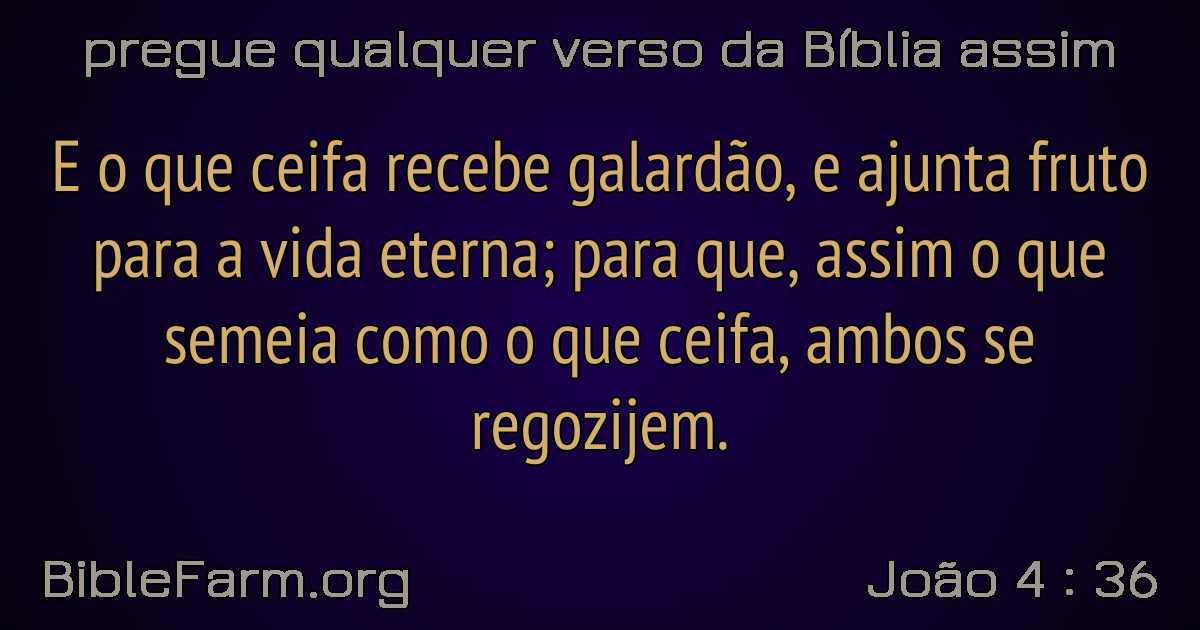 pregue qualquer verso da Bíblia assim
E o que ceifa recebe galardão, e ajunta fruto
para a vida eterna; para que, assim o que
semeia como o que ceifa, ambos se
regozijem.
BibleFarm.org
João 4 : 36